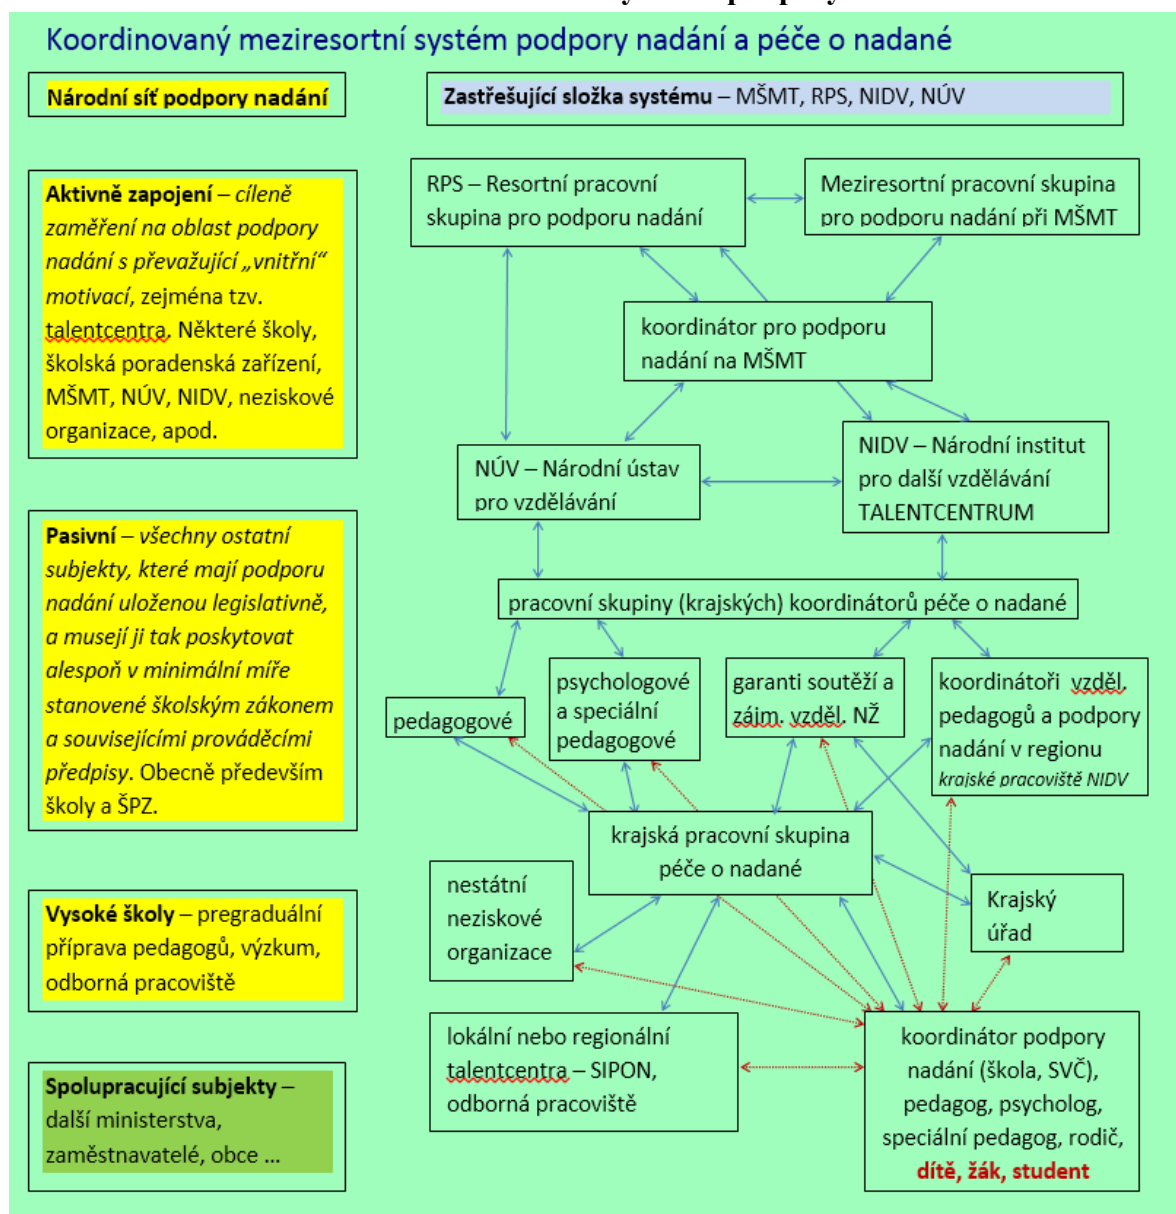 Koordinovaný meziresortní systém podpory nadání a péče o nadané
Národní síť podpory nadání
Zastřešující složka systému – MŠMT, RPS, NIDV, NÚV
Aktivně zapojení – cíleně
zaměření na oblast podpory
nadání s převažující „vnitřní“
motivací, zejména tzv.
talentcentra. Některé školy,
školská poradenská zařízení,
MŠMT, NÚV, NIDV, neziskové
organizace, apod.
Pasivní – všechny ostatní
subjekty, které mají podporu
nadání uloženou legislativně,
a musejí ji tak poskytovat
alespoň v minimální míře
stanovené školským zákonem
a souvisejícími prováděcími
předpisy. Obecně především
školy a ŠPZ.
Vysoké školy – pregraduální
příprava pedagogů, výzkum,
odborná pracoviště
Spolupracující subjekty –
další ministerstva,
zaměstnavatelé, obce ...
RPS – Resortní pracovní
skupina pro podporu nadání
Meziresortní pracovní skupina
pro podporu nadání při MŠMT
koordinátor pro podporu
nadání na MŠMT
NÚV – Národní ústav
pro vzdělávání
NIDV – Národní institut
pro další vzdělávání
TALENTCENTRUM
pracovní skupiny (krajských) koordinátorů péče o nadané
pedagogové
psychologové
a speciální
pedagogové
garanti soutěží a
zájm. vzděl. NŽ
koordinátoři vzděl.
pedagogů a podpory
nadání v regionu
krajské pracoviště NIDV
krajská pracovní skupina
péče o nadané
nestátní
neziskové
organizace
Krajský
úřad
lokální nebo regionální
talentcentra – SIPON,
odborná pracoviště
koordinátor podpory
nadání (škola, SVČ),
pedagog, psycholog,
speciální pedagog, rodič,
dítě, žák, student